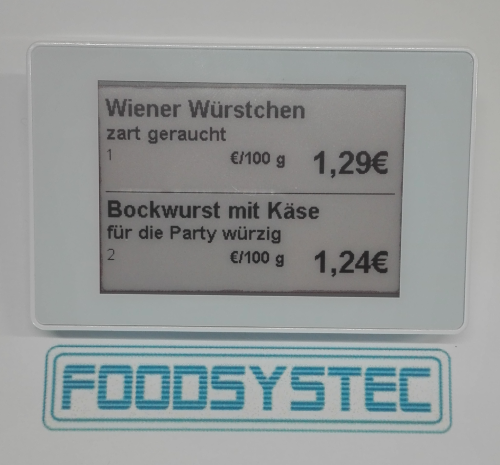 Wiener Würstchen
zart geraucht
1 €/100 g 1,29€
Bockwurst mit Käse
für die Party würzig
2 €/100 g 1,24€
FOODSYSTEC